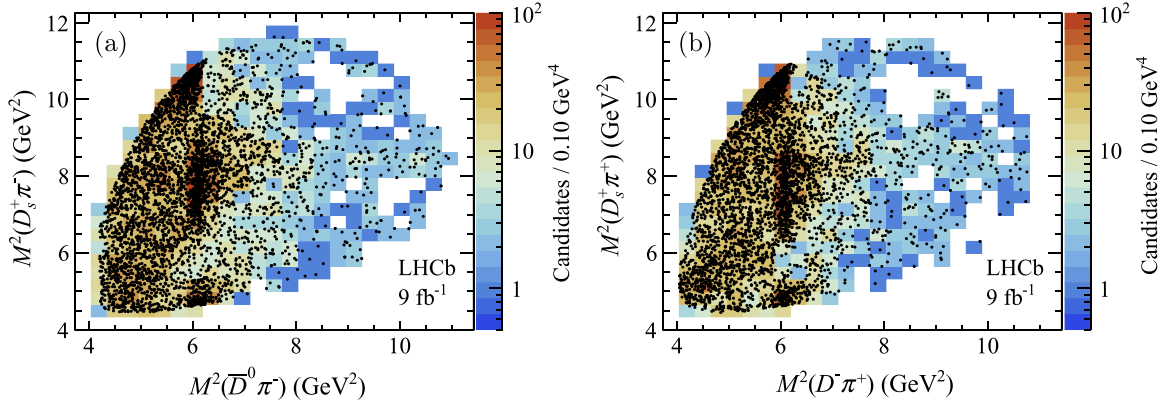 (a)
M²(D_s⁺π⁻) (GeV²)
12
10
8
6
4
4 6 8 10
M²(D̅⁰π⁻) (GeV²)
LHCb
9 fb⁻¹
10²
10
1
Candidates / 0.10 GeV⁴
(b)
M²(D_s⁺π⁺) (GeV²)
12
10
8
6
4
4 6 8 10
M²(D⁻π⁺) (GeV²)
LHCb
9 fb⁻¹
10²
10
1
Candidates / 0.10 GeV⁴